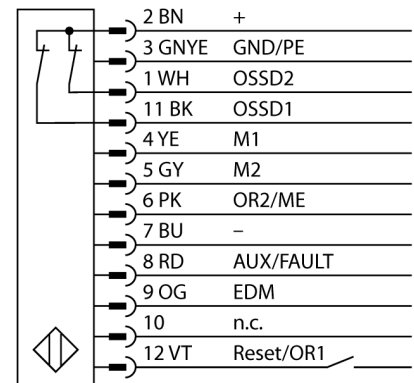 2 BN +
3 GNYE GND/PE
1 WH OSSD2
11 BK OSSD1
4 YE M1
5 GY M2
6 PK OR2/ME
7 BU –
8 RD AUX/FAULT
9 OG EDM
10 n.c.
12 VT Reset/OR1